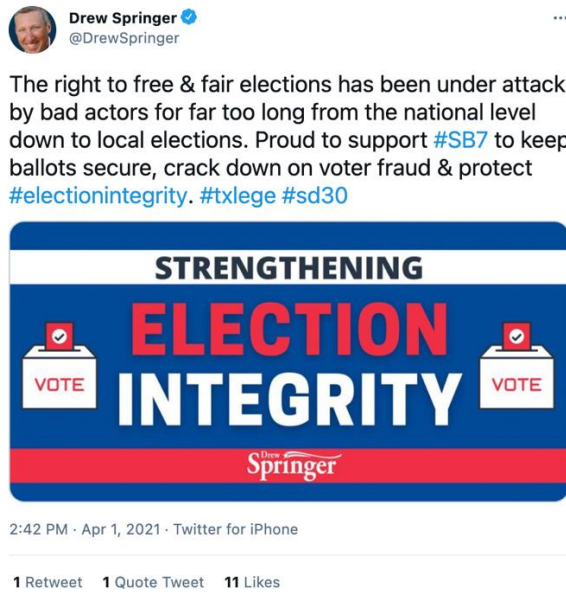 Drew Springer
@DrewSpringer
The right to free & fair elections has been under attack
by bad actors for far too long from the national level
down to local elections. Proud to support #SB7 to keep
ballots secure, crack down on voter fraud & protect
#electionintegrity. #txlege #sd30
STRENGTHENING
ELECTION
INTEGRITY
VOTE
VOTE
Drew
Springer
2:42 PM · Apr 1, 2021 · Twitter for iPhone
1 Retweet 1 Quote Tweet 11 Likes